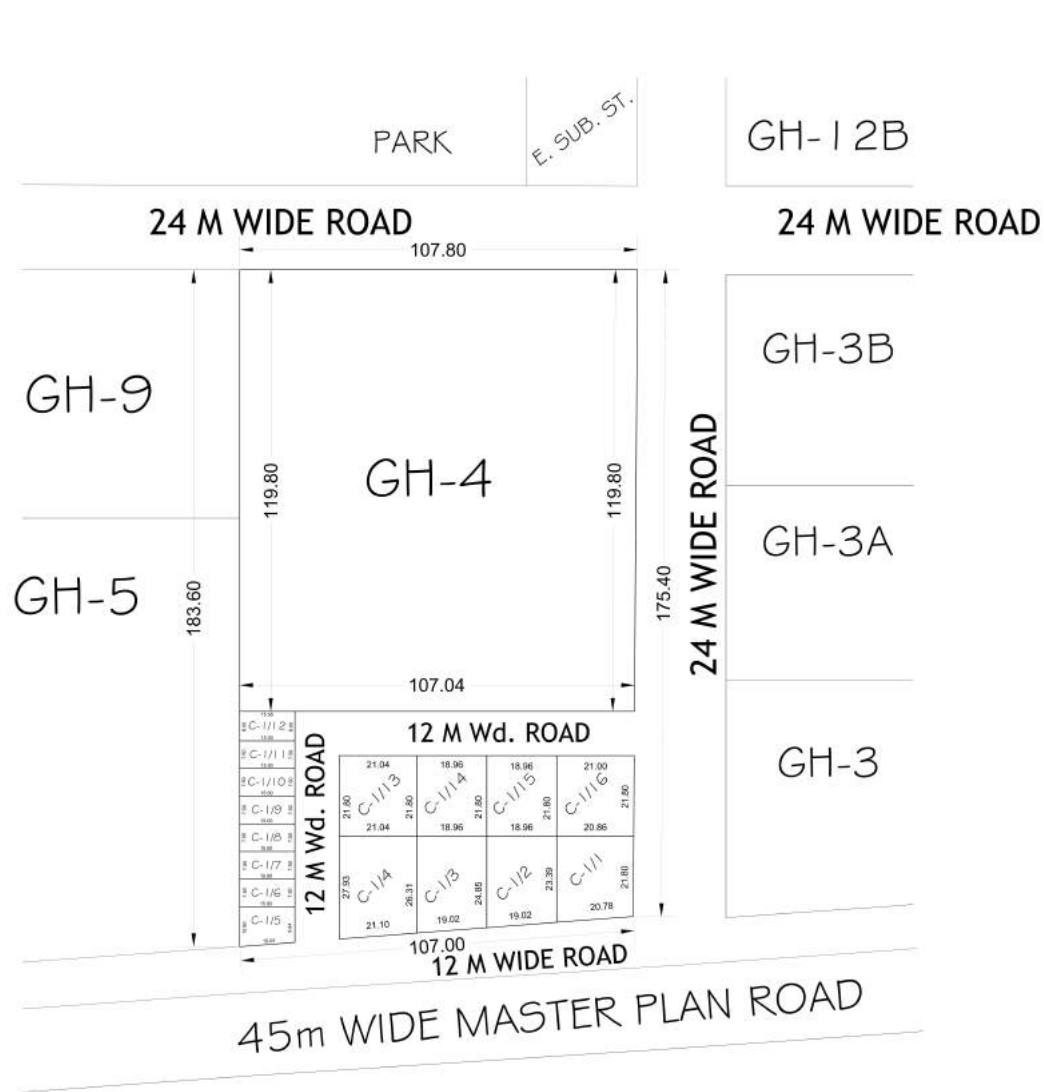 PARK
E. SUB. ST.
GH-12B
24 M WIDE ROAD
24 M WIDE ROAD
107.80
GH-9
GH-3B
GH-4
119.80
119.80
24 M WIDE ROAD
GH-3A
GH-5
183.60
175.40
107.04
C-1/12
C-1/11
C-1/10
C-1/9
C-1/8
C-1/7
C-1/6
C-1/5
12 M Wd. ROAD
12 M Wd. ROAD
GH-3
21.04
18.96
18.96
21.00
C-1/13
C-1/14
C-1/15
C-1/16
21.80
21.80
21.80
21.80
21.80
21.04
18.96
18.96
20.86
C-1/4
C-1/3
C-1/2
C-1/1
27.93
26.31
24.85
23.39
21.80
21.10
19.02
19.02
20.78
107.00
12 M WIDE ROAD
45m WIDE MASTER PLAN ROAD